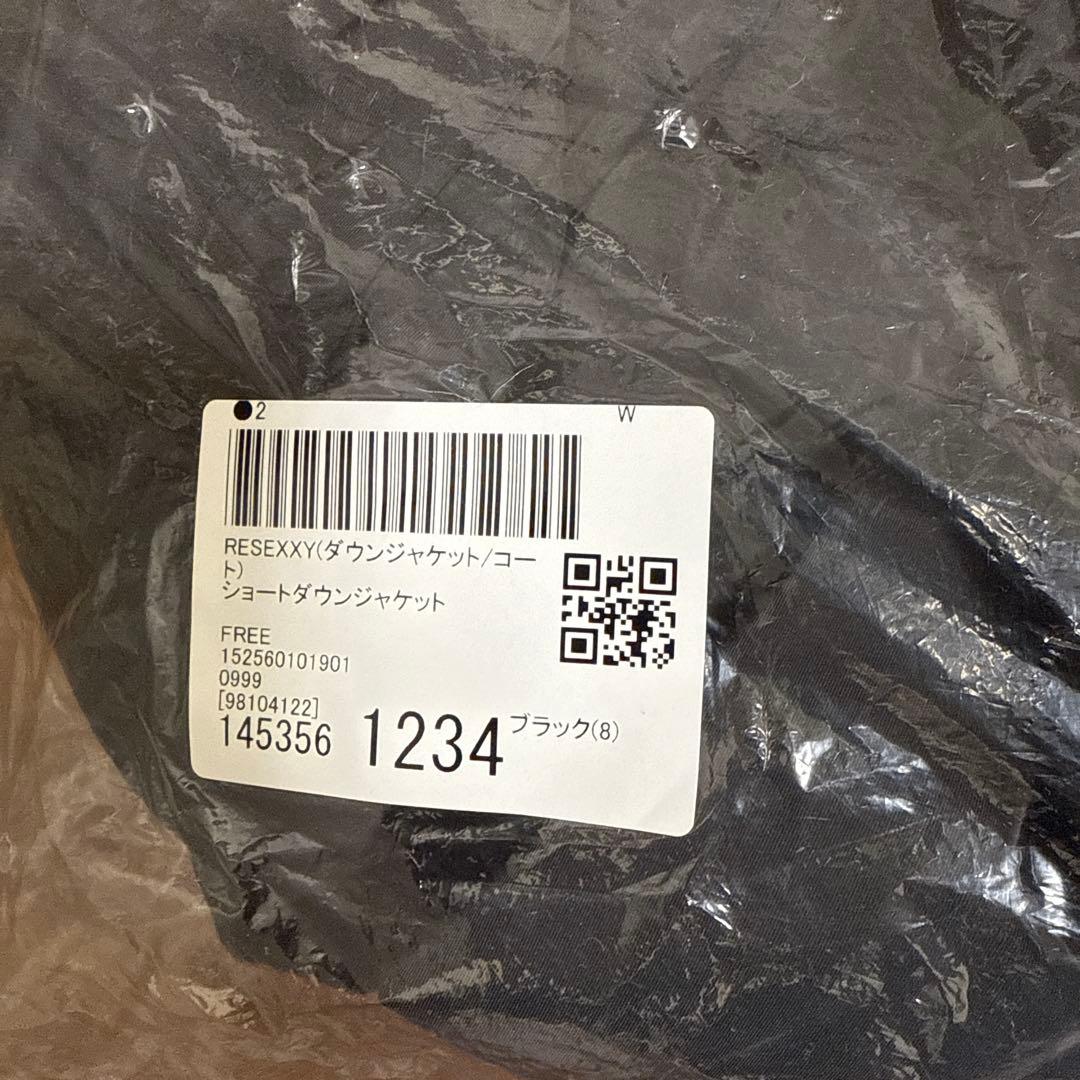 ●2 W
RESEXXY(ダウンジャケット/コー
ト)
ショートダウンジャケット
FREE
152560101901
0999
[98104122]
145356 1234 ブラック(8)